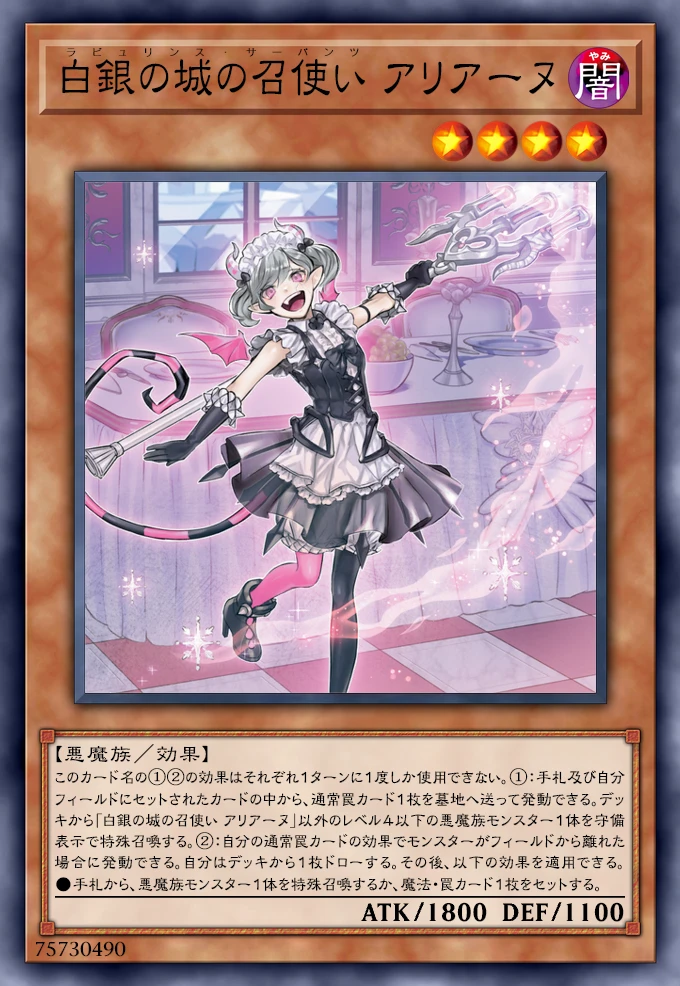 ラビュリンス・サーバンツ
白銀の城の召使い アリアーヌ
やみ
闇
【悪魔族／効果】
このカード名の①②の効果はそれぞれ1ターンに1度しか使用できない。①：手札及び自分
フィールドにセットされたカードの中から、通常罠カード1枚を墓地へ送って発動できる。デッ
キから「白銀の城の召使い アリアーヌ」以外のレベル4以下の悪魔族モンスター1体を守備
表示で特殊召喚する。②：自分の通常罠カードの効果でモンスターがフィールドから離れた
場合に発動できる。自分はデッキから1枚ドローする。その後、以下の効果を適用できる。
●手札から、悪魔族モンスター1体を特殊召喚するか、魔法・罠カード1枚をセットする。
ATK/1800 DEF/1100
75730490